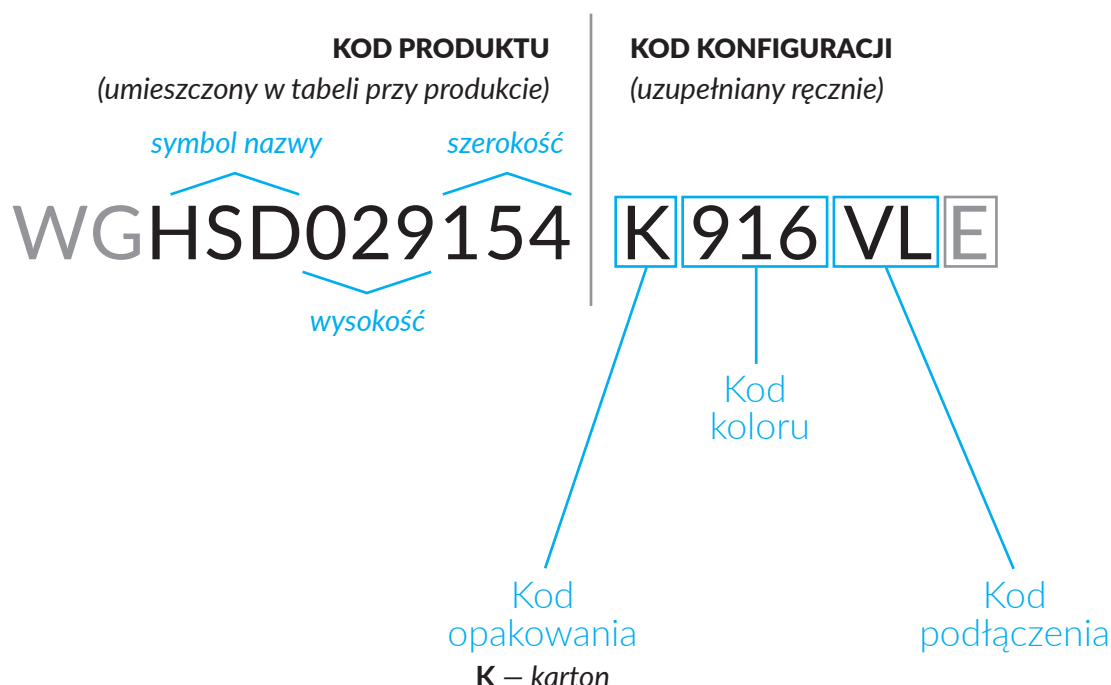 KOD PRODUKTU
(umieszczony w tabeli przy produkcie)
KOD KONFIGURACJI
(uzupełniany ręcznie)
symbol nazwy
szerokość
WGHSD029154 K 916 VL E
wysokość
Kod
koloru
Kod
opakowania
K – karton
Kod
podłączenia